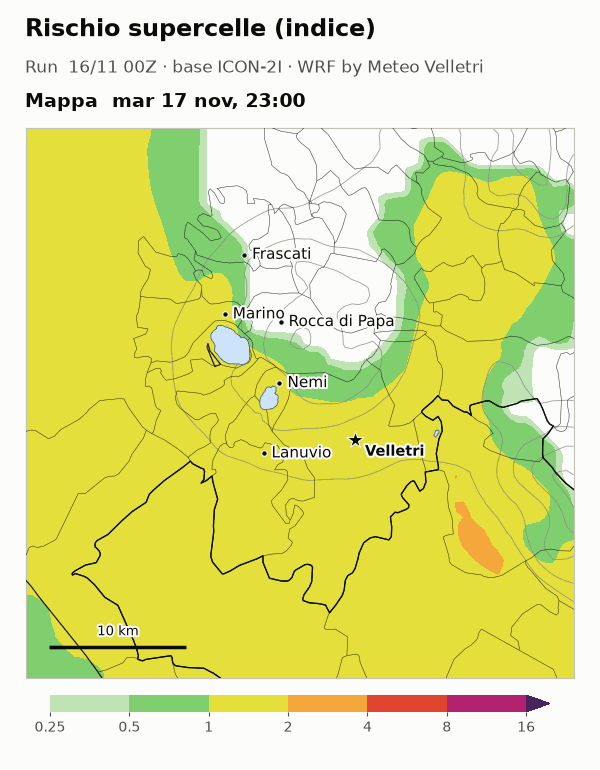 Rischio supercelle (indice)
Run  16/11 00Z · base ICON-2I · WRF by Meteo Velletri
Mappa  mar 17 nov, 23:00
Frascati
Marino
Rocca di Papa
Nemi
Velletri
Lanuvio
10 km
0.25 0.5 1 2 4 8 16